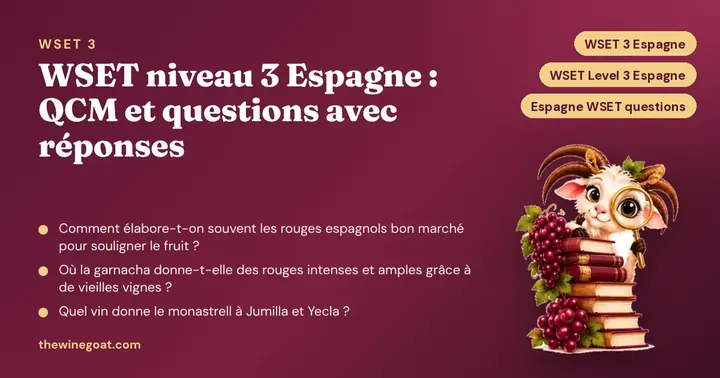 WSET 3
WSET niveau 3 Espagne :
QCM et questions avec
réponses
WSET 3 Espagne
WSET Level 3 Espagne
Espagne WSET questions
Comment élabore-t-on souvent les rouges espagnols bon marché
pour souligner le fruit ?
Où la garnacha donne-t-elle des rouges intenses et amples grâce à
de vieilles vignes ?
Quel vin donne le monastrell à Jumilla et Yecla ?
thewinegoat.com